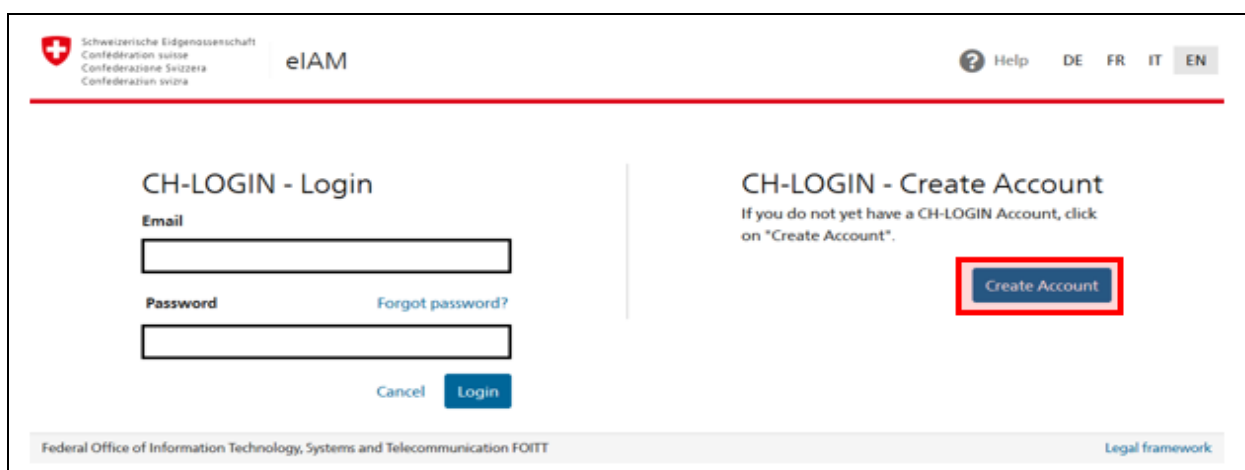 Schweizerische Eidgenossenschaft
Confédération suisse
Confederazione Svizzera
Confederaziun svizra
eIAM
Help DE FR IT EN
CH-LOGIN - Login
Email
Password Forgot password?
Cancel Login
CH-LOGIN - Create Account
If you do not yet have a CH-LOGIN Account, click
on "Create Account".
Create Account
Federal Office of Information Technology, Systems and Telecommunication FOITT
Legal framework